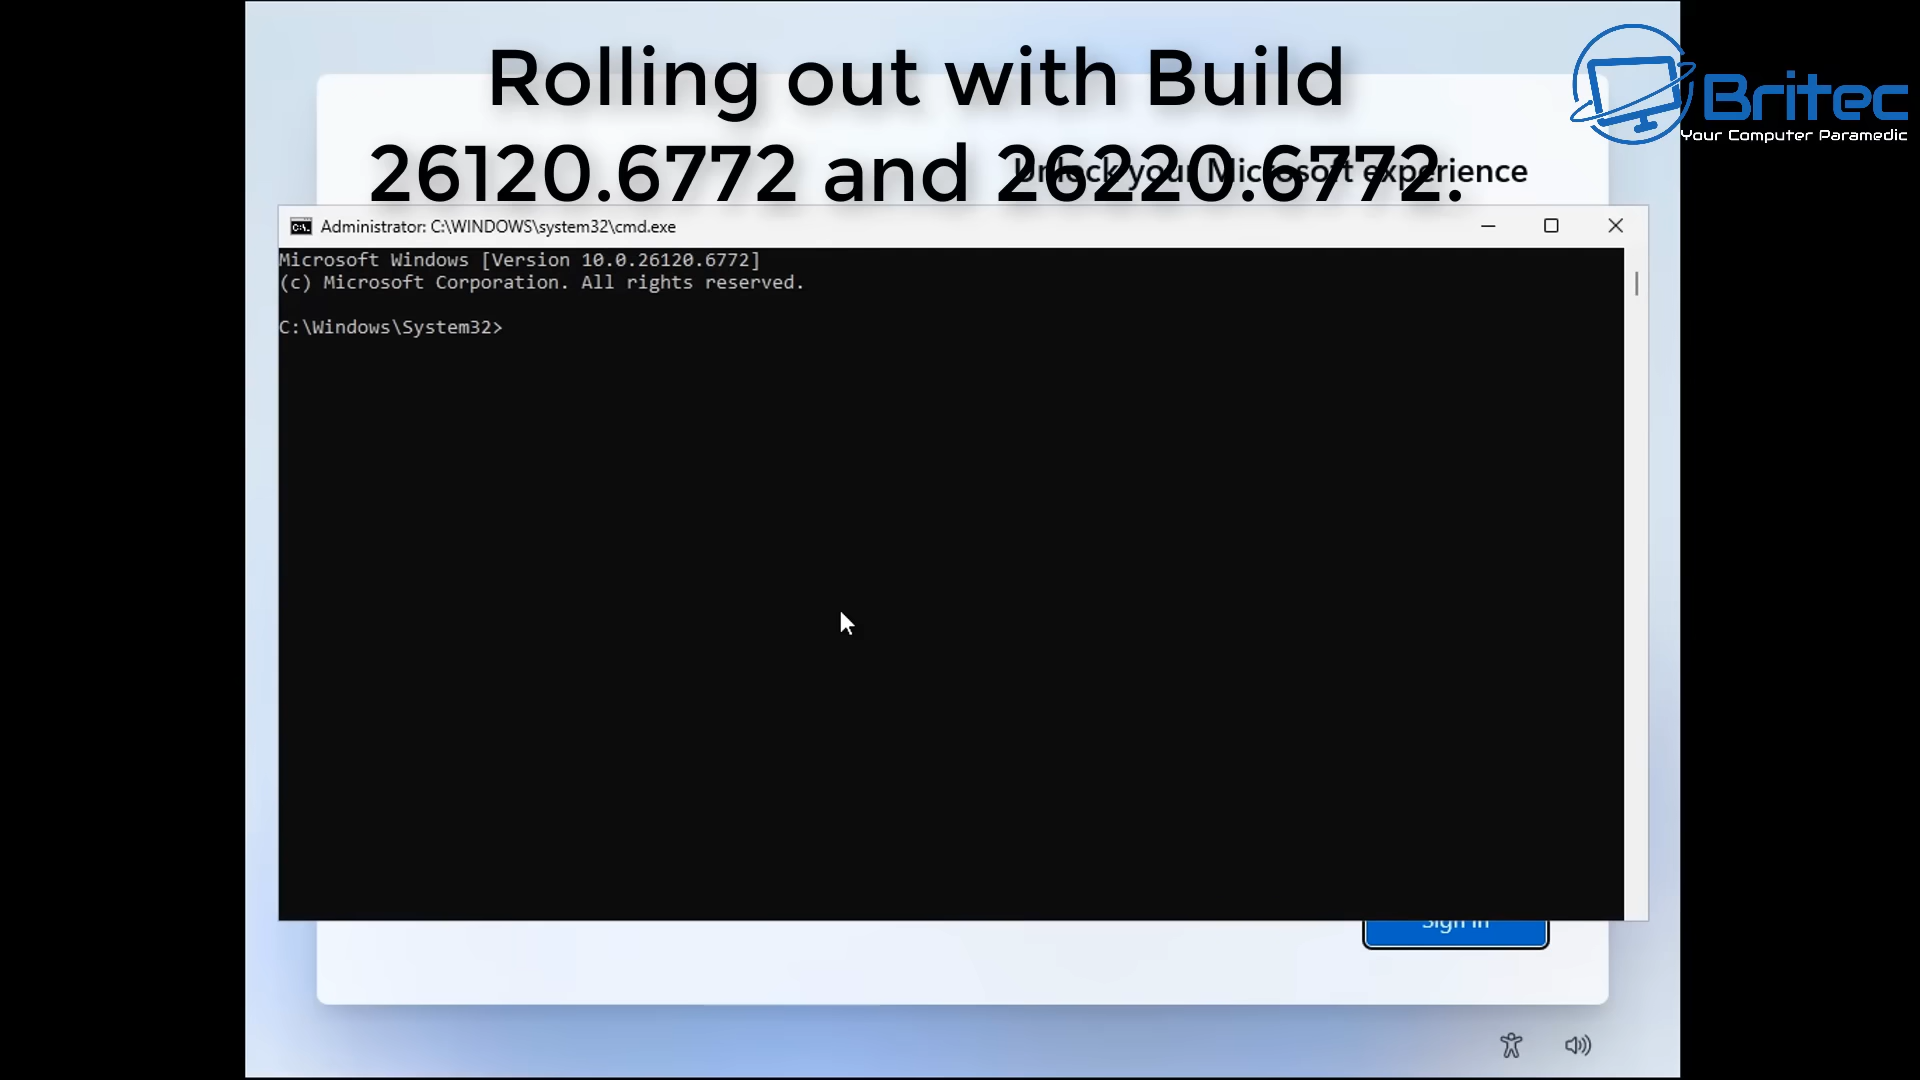 Rolling out with Build
26120.6772 and 26220.6772.
Britec
Your Computer Paramedic
Unlock your Microsoft experience
Administrator: C:\WINDOWS\system32\cmd.exe
Microsoft Windows [Version 10.0.26120.6772]
(c) Microsoft Corporation. All rights reserved.
C:\Windows\System32>
Sign in